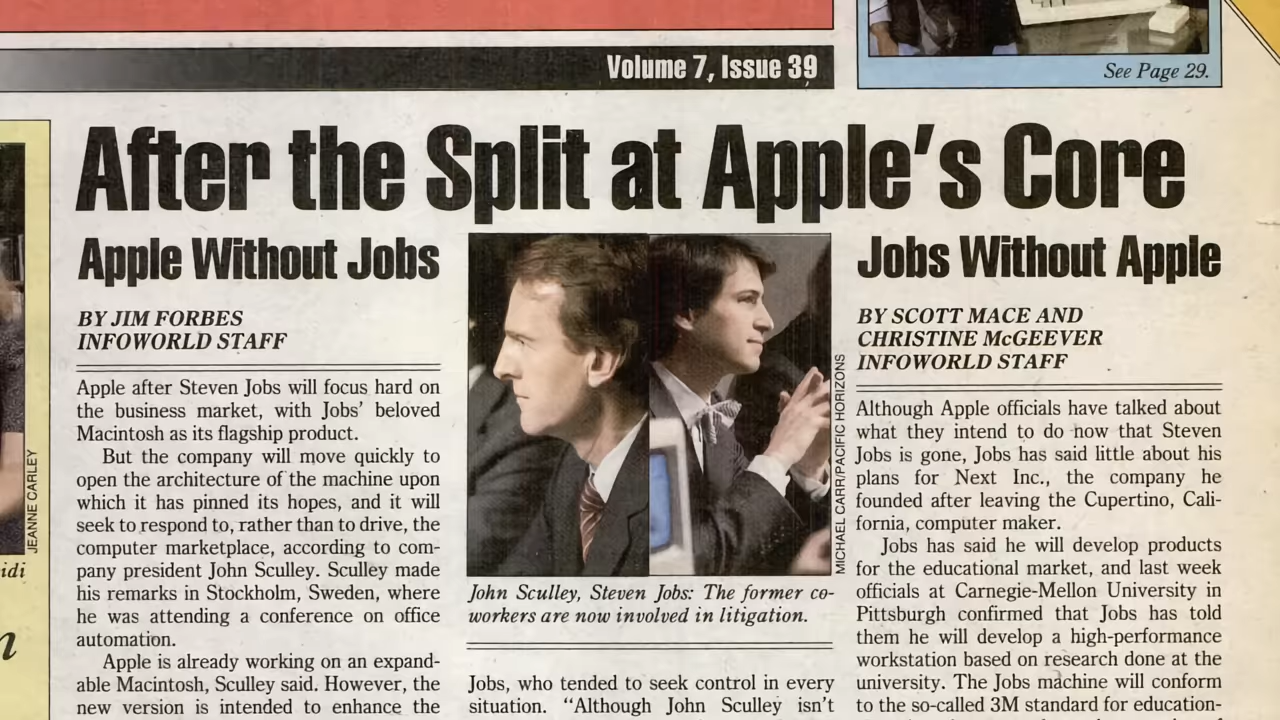 Volume 7, Issue 39
See Page 29.
After the Split at Apple's Core
Apple Without Jobs
BY JIM FORBES
INFOWORLD STAFF
Apple after Steven Jobs will focus hard on
the business market, with Jobs' beloved
Macintosh as its flagship product.
But the company will move quickly to
open the architecture of the machine upon
which it has pinned its hopes, and it will
seek to respond to, rather than to drive, the
computer marketplace, according to com-
pany president John Sculley. Sculley made
his remarks in Stockholm, Sweden, where
he was attending a conference on office
automation.
Apple is already working on an expand-
able Macintosh, Sculley said. However, the
new version is intended to enhance the
JEANNE CARLEY
idi
n
MICHAEL CARR/PACIFIC HORIZONS
John Sculley, Steven Jobs: The former co-
workers are now involved in litigation.
Jobs, who tended to seek control in every
situation. “Although John Sculley isn't
Jobs Without Apple
BY SCOTT MACE AND
CHRISTINE McGEEVER
INFOWORLD STAFF
Although Apple officials have talked about
what they intend to do now that Steven
Jobs is gone, Jobs has said little about his
plans for Next Inc., the company he
founded after leaving the Cupertino, Cali-
fornia, computer maker.
Jobs has said he will develop products
for the educational market, and last week
officials at Carnegie-Mellon University in
Pittsburgh confirmed that Jobs has told
them he will develop a high-performance
workstation based on research done at the
university. The Jobs machine will conform
to the so-called 3M standard for education-